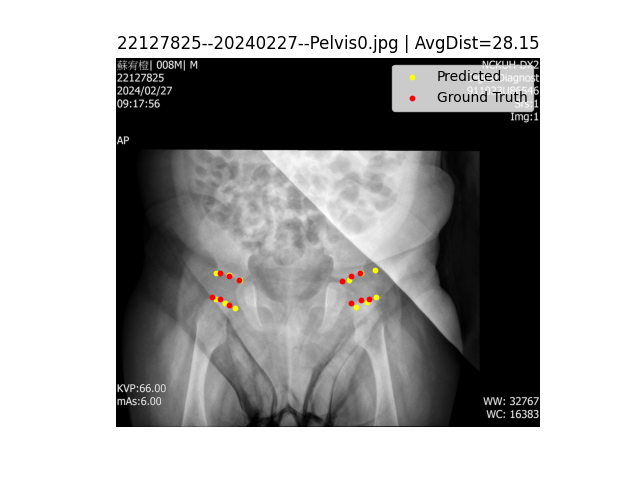 22127825--20240227--Pelvis0.jpg | AvgDist=28.15
蘇宥橙| 008M| M
22127825
2024/02/27
09:17:56
AP
NCKUH-DX2
Predicted
Ground Truth
Img:1
KVP:66.00
mAs:6.00
WW: 32767
WC: 16383